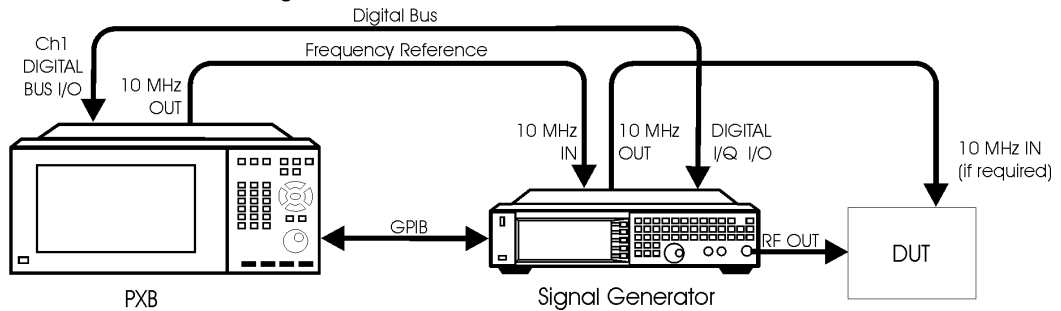 Digital Bus
Frequency Reference
Ch1
DIGITAL
BUS I/O
10 MHz
OUT
10 MHz
IN
10 MHz
OUT
DIGITAL
I/Q I/O
10 MHz IN
(if required)
GPIB
RF OUT
DUT
PXB
Signal Generator